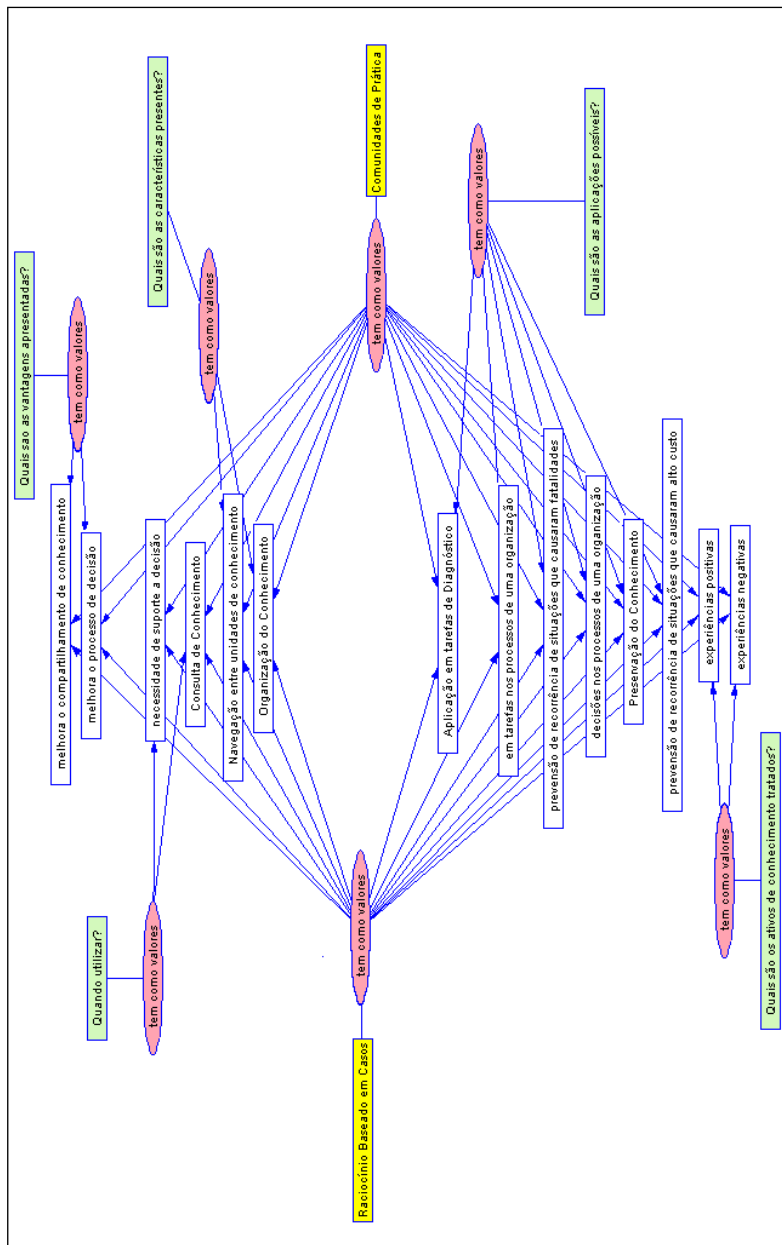 Quais são as vantagens apresentadas?
melhora o compartilhamento de conhecimento
tem como valores
melhora o processo de decisão
Quando utilizar?
tem como valores
necessidade de suporte a decisão
Quais são as características presentes?
Consulta de Conhecimento
tem como valores
Navegação entre unidades de conhecimento
Organização do Conhecimento
Raciocínio Baseado em Casos
tem como valores
tem como valores
Comunidades de Prática
Aplicação em tarefas de Diagnóstico
tem como valores
em tarefas nos processos de uma organização
prevensão de recorrência de situações que causaram fatalidades
decisões nos processos de uma organização
Quais são as aplicações possíveis?
Preservação do Conhecimento
prevensão de recorrência de situações que causaram alto custo
experiências positivas
tem como valores
experiências negativas
Quais são os ativos de conhecimento tratados?